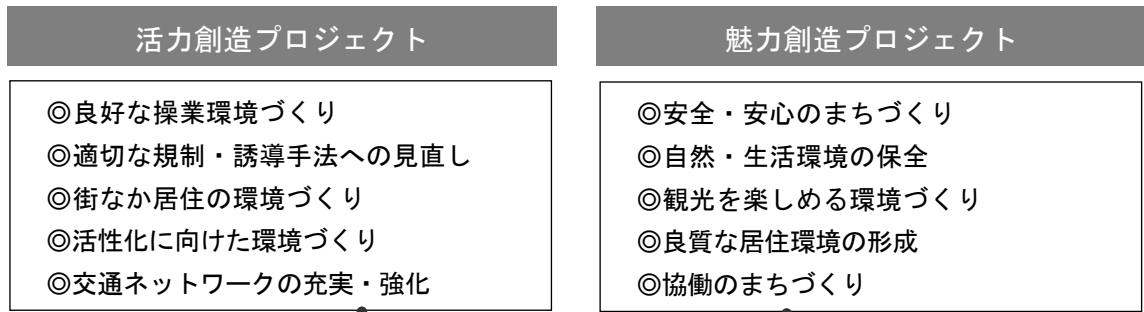 活力創造プロジェクト
◎良好な操業環境づくり
◎適切な規制・誘導手法への見直し
◎街なか居住の環境づくり
◎活性化に向けた環境づくり
◎交通ネットワークの充実・強化
魅力創造プロジェクト
◎安全・安心のまちづくり
◎自然・生活環境の保全
◎観光を楽しめる環境づくり
◎良質な居住環境の形成
◎協働のまちづくり